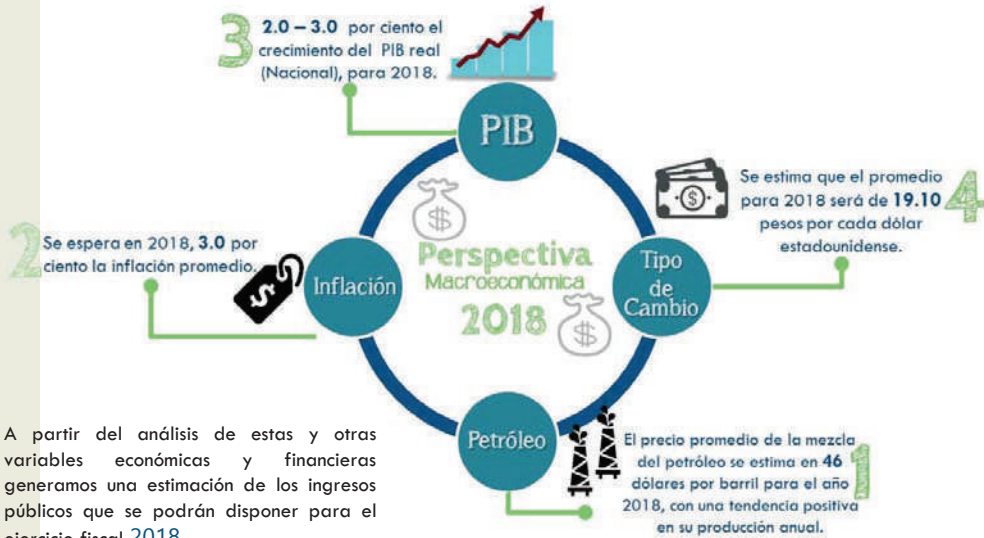 3
2.0 – 3.0 por ciento el
crecimiento del PIB real
(Nacional), para 2018.
PIB
4
Se estima que el promedio
para 2018 será de 19.10
pesos por cada dólar
estadounidense.
2
Se espera en 2018, 3.0 por
ciento la inflación promedio.
Inflación
Perspectiva
Macroeconómica
2018
Tipo
de
Cambio
Petróleo
1
El precio promedio de la mezcla
del petróleo se estima en 46
dólares por barril para el año
2018, con una tendencia positiva
en su producción anual.
A partir del análisis de estas y otras
variables económicas y financieras
generamos una estimación de los ingresos
públicos que se podrán disponer para el
ejercicio fiscal 2018